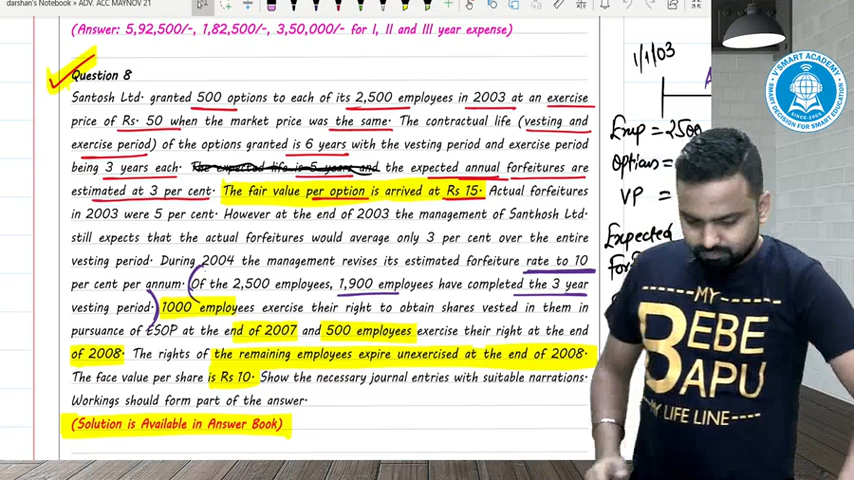 darshan's Notebook » ADV. ACC MAYNOV 21
(Answer: 5,92,500/-, 1,82,500/-, 3,50,000/- for I, II and III year expense)
Question 8
Santosh Ltd. granted 500 options to each of its 2,500 employees in 2003 at an exercise
price of Rs. 50 when the market price was the same. The contractual life (vesting and
exercise period) of the options granted is 6 years with the vesting period and exercise period
being 3 years each. The expected life is 5 years and the expected annual forfeitures are
estimated at 3 per cent. The fair value per option is arrived at Rs 15. Actual forfeitures
in 2003 were 5 per cent. However at the end of 2003 the management of Santhosh Ltd.
still expects that the actual forfeitures would average only 3 per cent over the entire
vesting period. During 2004 the management revises its estimated forfeiture rate to 10
per cent per annum. Of the 2,500 employees, 1,900 employees have completed the 3 year
vesting period. 1000 employees exercise their right to obtain shares vested in them in
pursuance of ESOP at the end of 2007 and 500 employees exercise their right at the end
of 2008. The rights of the remaining employees expire unexercised at the end of 2008.
The face value per share is Rs 10. Show the necessary journal entries with suitable narrations.
Workings should form part of the answer.
(Solution is Available in Answer Book)
1/1/03
Emp = 2500
Options =
VP =
Expected
V'SMART ACADEMY
SINCE-2003
DECISION FOR SMART EDUCATION
MY
BEBE
BAPU
MY LIFE LINE